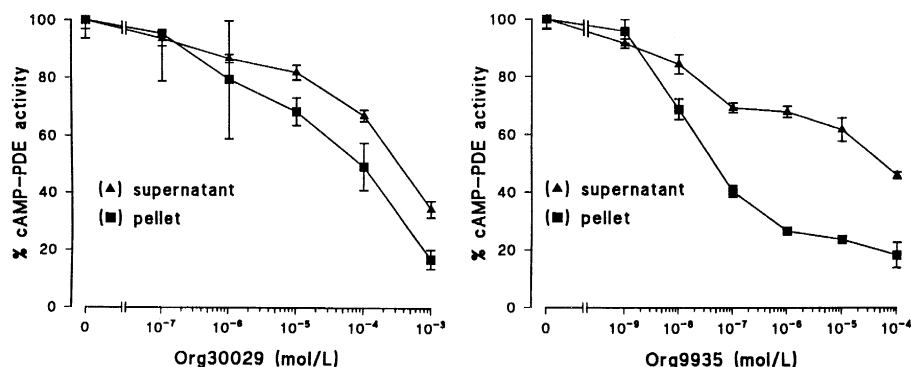 % cAMP-PDE activity
100
80
60
40
20
0
(▲) supernatant
(■) pellet
0 10⁻⁷ 10⁻⁶ 10⁻⁵ 10⁻⁴ 10⁻³
Org30029 (mol/L)
% cAMP-PDE activity
100
80
60
40
20
0
(▲) supernatant
(■) pellet
0 10⁻⁹ 10⁻⁸ 10⁻⁷ 10⁻⁶ 10⁻⁵ 10⁻⁴
Org9935 (mol/L)